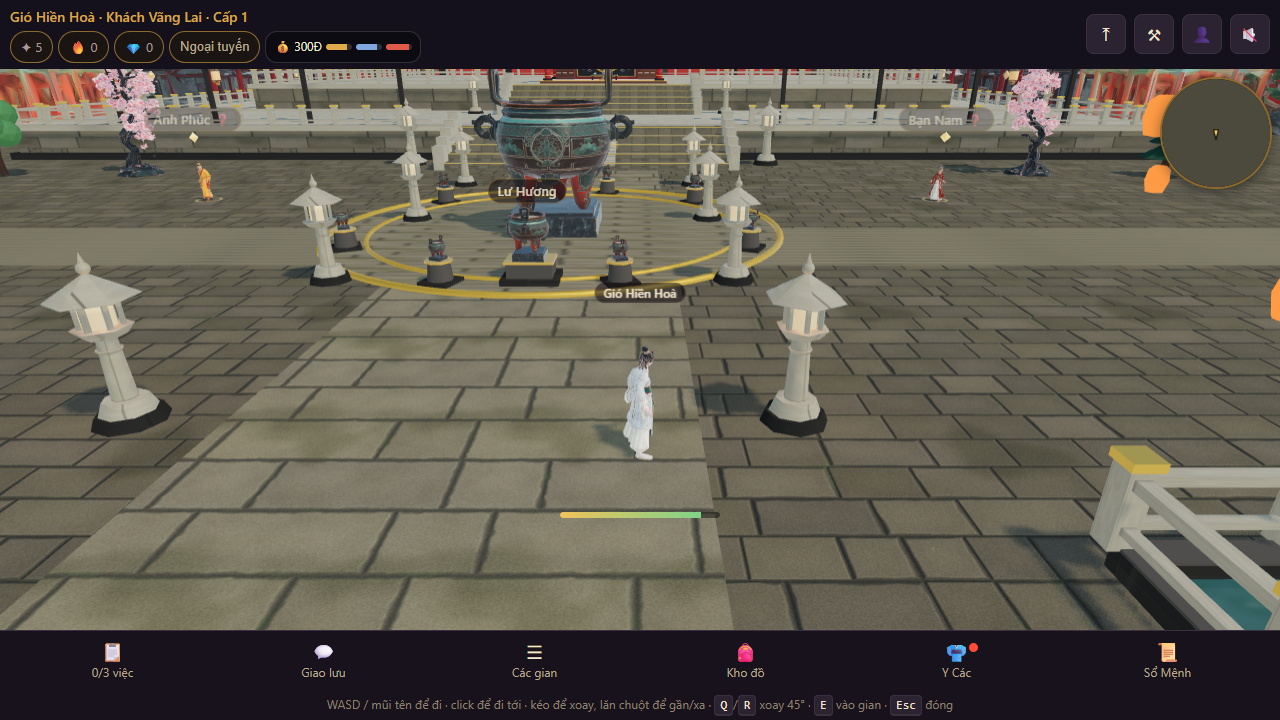 Gió Hiền Hoà · Khách Vãng Lai · Cấp 1
5
0
0
Ngoại tuyến
300Đ
Anh Phúc
Bạn Nam
Lư Hương
Gió Hiền Hoà
0/3 việc
Giao lưu
Các gian
Kho đồ
Y Các
Sổ Mệnh
WASD / mũi tên để đi · click để đi tới · kéo để xoay, lăn chuột để gần/xa · Q / R xoay 45° · E vào gian · Esc đóng